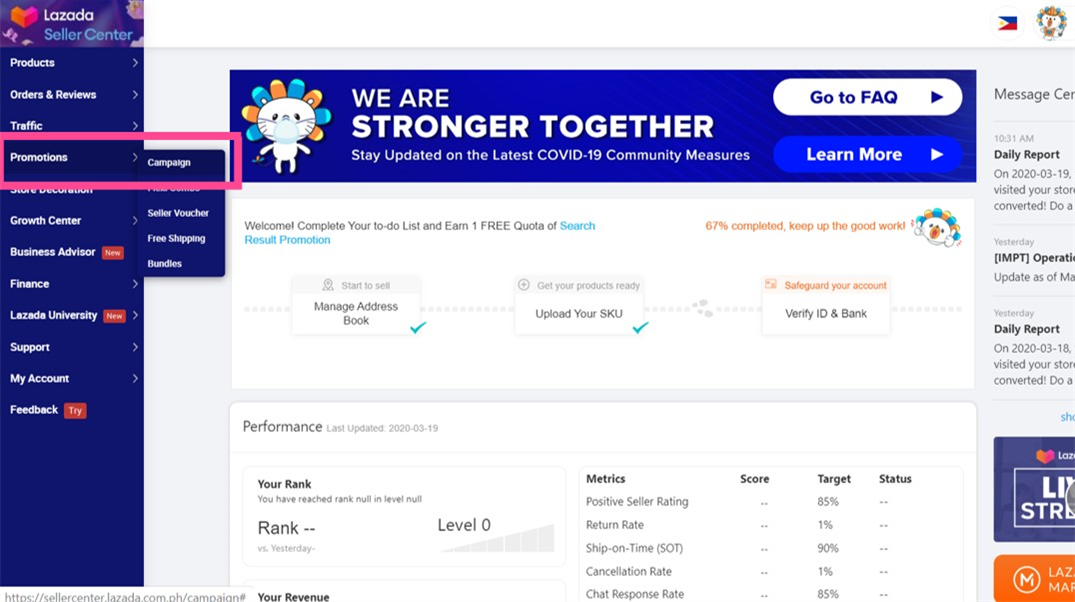 Lazada
Seller Center
Products
Orders & Reviews
Traffic
Promotions
Store Decoration
Growth Center
Business Advisor New
Finance
Lazada University New
Support
My Account
Feedback Try
Campaign
Seller Voucher
Free Shipping
Bundles
WE ARE
STRONGER TOGETHER
Stay Updated on the Latest COVID-19 Community Measures
Go to FAQ
Learn More
Welcome! Complete Your to-do List and Earn 1 FREE Quota of Search
Result Promotion
67% completed, keep up the good work!
Start to sell
Manage Address
Book
Get your products ready
Upload Your SKU
Safeguard your account
Verify ID & Bank
Performance Last Updated: 2020-03-19
Your Rank
You have reached rank null in level null
Rank --
Level 0
vs. Yesterday-
Your Revenue
Metrics Score Target Status
Positive Seller Rating -- 85% --
Return Rate -- 1% --
Ship-on-Time (SOT) -- 90% --
Cancellation Rate -- 1% --
Chat Response Rate -- 85% --
Message Cen
10:31 AM
Daily Report
On 2020-03-19,
visited your store
converted! Do a
Yesterday
[IMPT] Operatio
Update as of Ma
Yesterday
Daily Report
On 2020-03-18,
visited your store
converted! Do a
sho
Laz
LIV
STRE
M LAZ
MAR
https://sellercenter.lazada.com.ph/campaign#